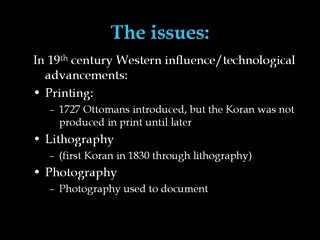 The issues:
In 19th century Western influence/technological
advancements:
• Printing:
– 1727 Ottomans introduced, but the Koran was not
produced in print until later
• Lithography
– (first Koran in 1830 through lithography)
• Photography
– Photography used to document